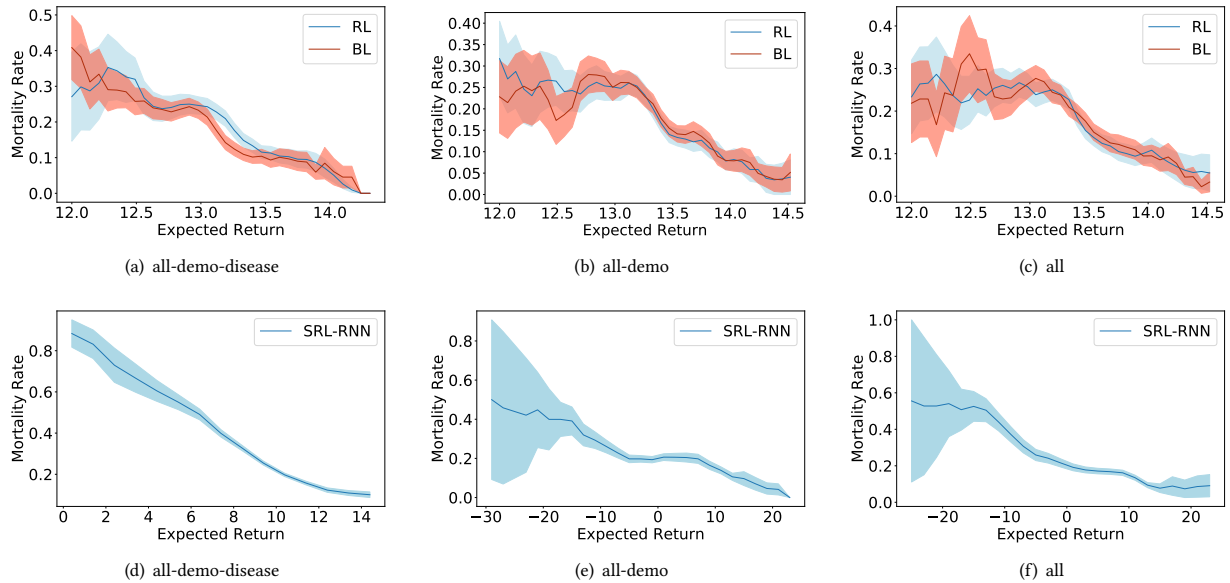 RL
BL
Mortality Rate
0.5
0.4
0.3
0.2
0.1
0.0
12.0 12.5 13.0 13.5 14.0
Expected Return
(a) all-demo-disease
RL
BL
Mortality Rate
0.40
0.35
0.30
0.25
0.20
0.15
0.10
0.05
0.00
12.0 12.5 13.0 13.5 14.0 14.5
Expected Return
(b) all-demo
RL
BL
Mortality Rate
0.4
0.3
0.2
0.1
0.0
12.0 12.5 13.0 13.5 14.0 14.5
Expected Return
(c) all
SRL-RNN
Mortality Rate
0.8
0.6
0.4
0.2
0 2 4 6 8 10 12 14
Expected Return
(d) all-demo-disease
SRL-RNN
Mortality Rate
0.8
0.6
0.4
0.2
0.0
−30 −20 −10 0 10 20
Expected Return
(e) all-demo
SRL-RNN
Mortality Rate
1.0
0.8
0.6
0.4
0.2
0.0
−20 −10 0 10 20
Expected Return
(f) all